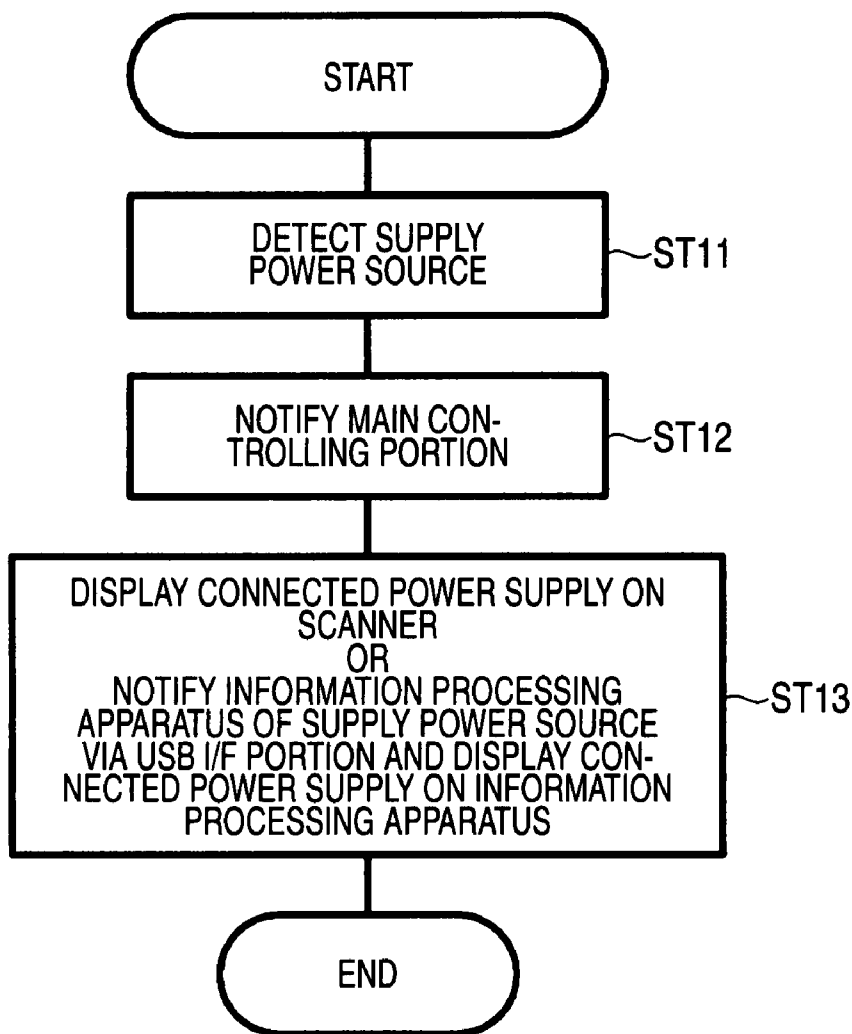 START
DETECT SUPPLY
POWER SOURCE
ST11
NOTIFY MAIN CON-
TROLLING PORTION
ST12
DISPLAY CONNECTED POWER SUPPLY ON
SCANNER
OR
NOTIFY INFORMATION PROCESSING
APPARATUS OF SUPPLY POWER SOURCE
VIA USB I/F PORTION AND DISPLAY CON-
NECTED POWER SUPPLY ON INFORMATION
PROCESSING APPARATUS
ST13
END